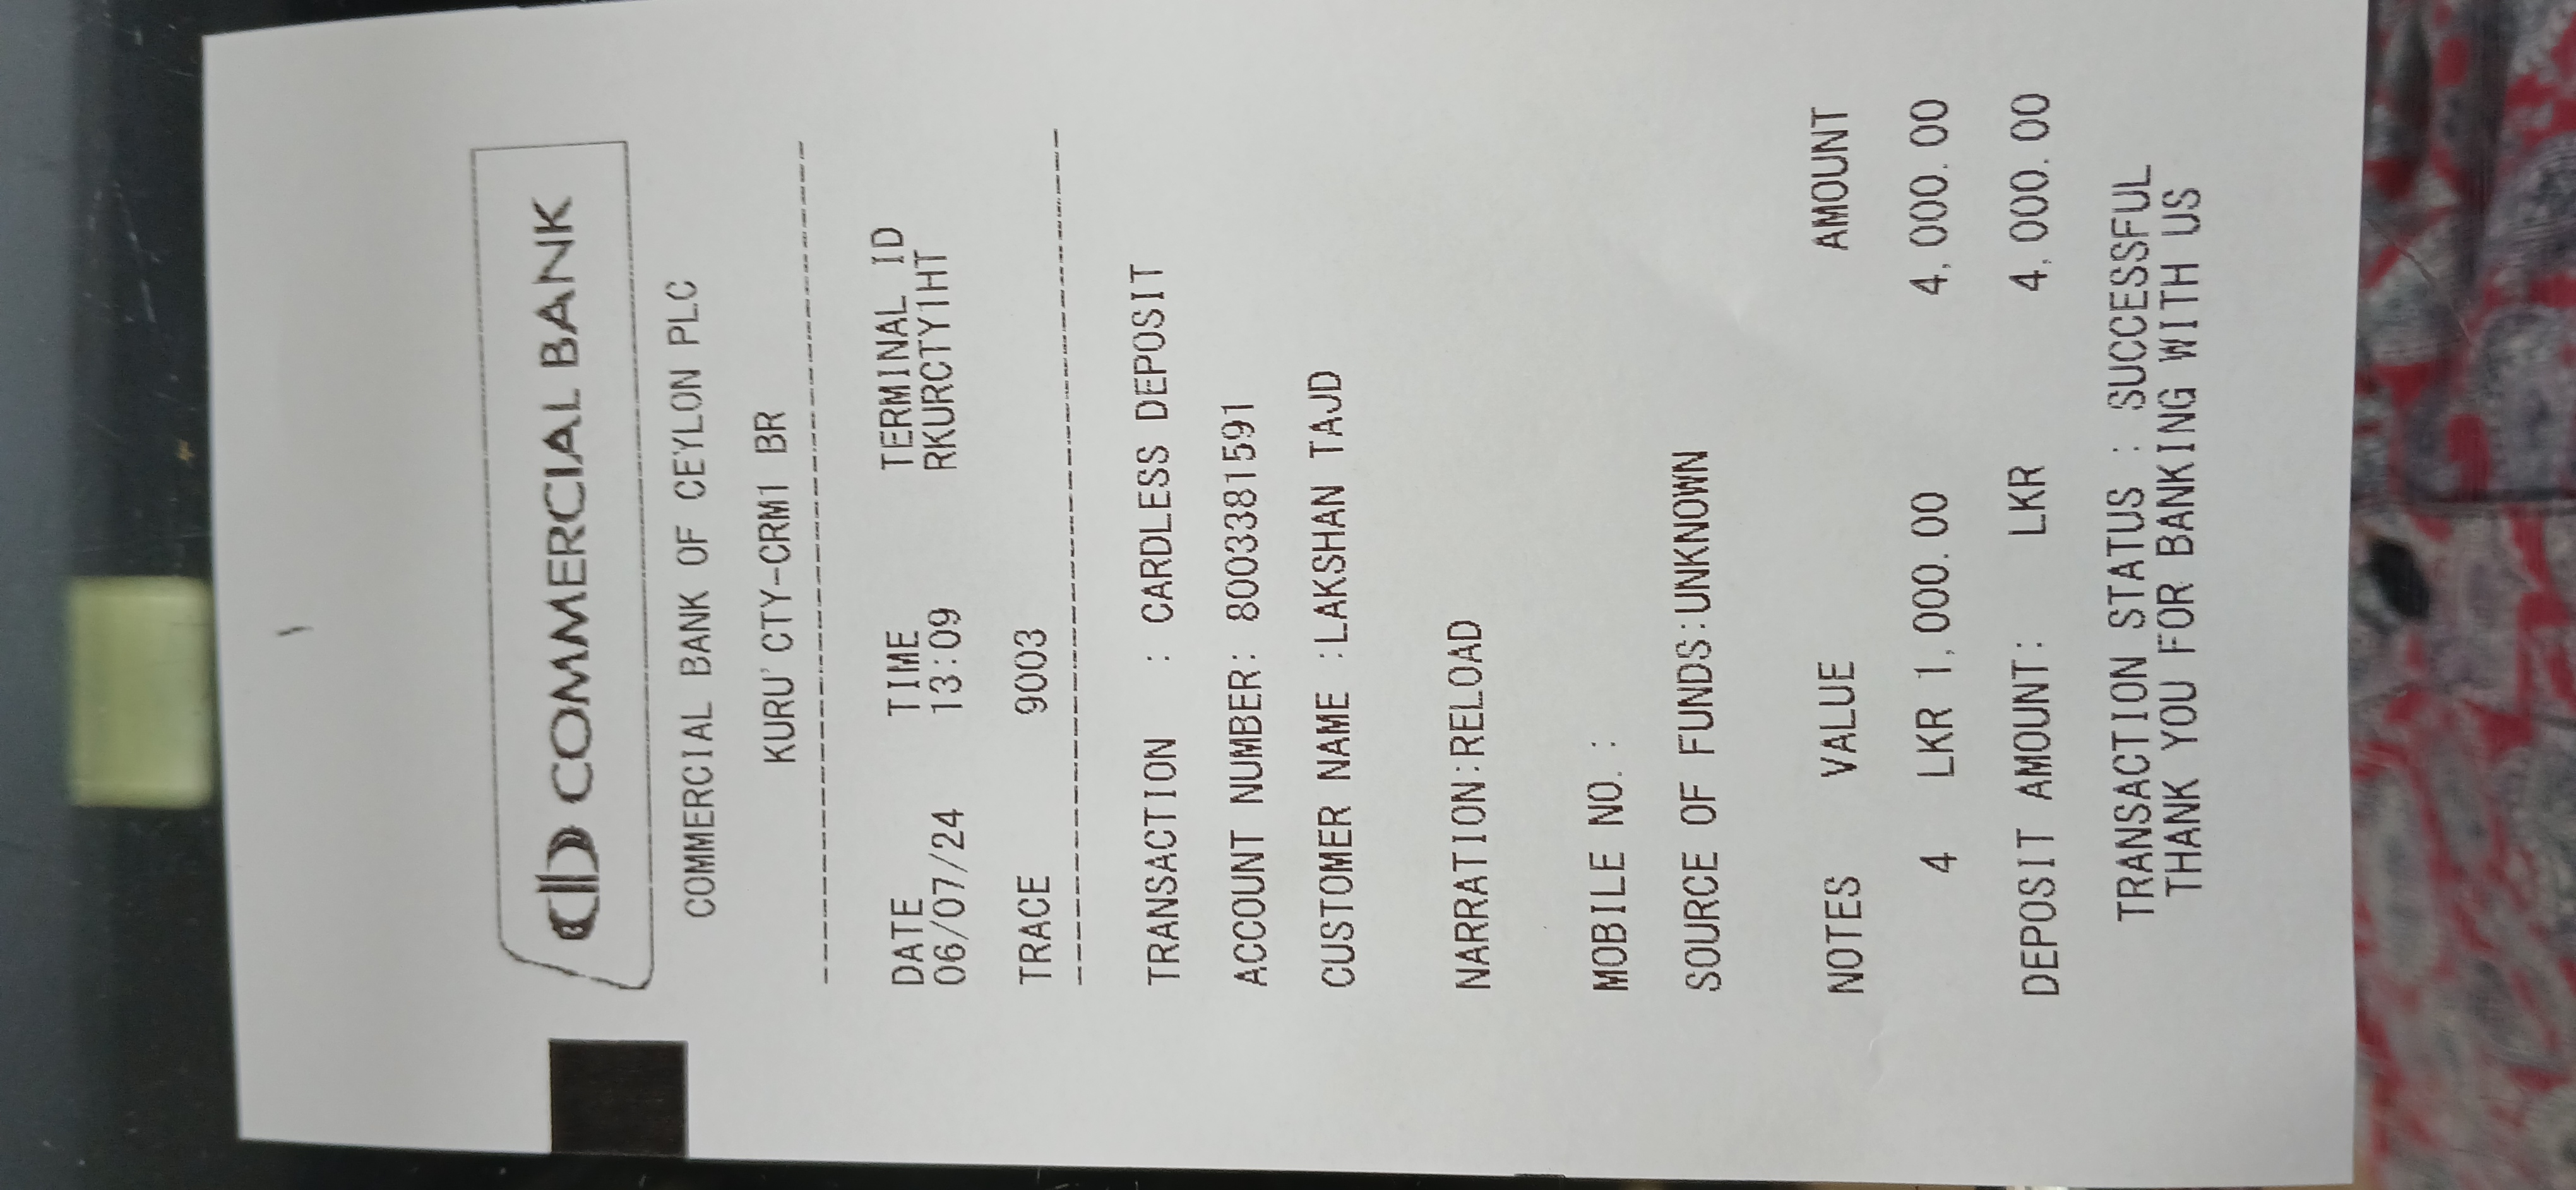 COMMERCIAL BANK
COMMERCIAL BANK OF CEYLON PLC
KURU' CTY-CRM1 BR
DATE TIME TERMINAL ID
06/07/24 13:09 RKURCTY1HT
TRACE 9003
TRANSACTION : CARDLESS DEPOSIT
ACCOUNT NUMBER: 8003381591
CUSTOMER NAME :LAKSHAN TAJD
NARRATION:RELOAD
MOBILE NO. :
SOURCE OF FUNDS:UNKNOWN
NOTES VALUE AMOUNT
4 LKR 1,000.00 4,000.00
DEPOSIT AMOUNT: LKR 4,000.00
TRANSACTION STATUS : SUCCESSFUL
THANK YOU FOR BANKING WITH US